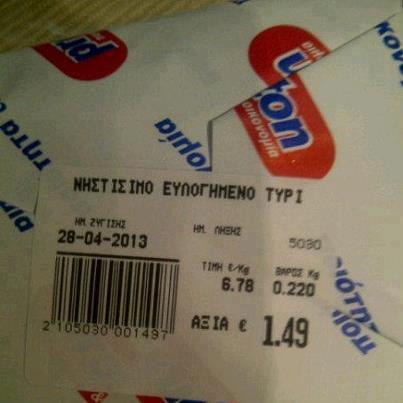 ΝΗΣΤΙΣΙΜΟ ΕΥΛΟΓΗΜΕΝΟ ΤΥΡΙ
ΗΜ. ΖΥΓΙΣΗΣ ΗΜ. ΛΗΞΗΣ
28-04-2013 5030
ΤΙΜΗ €/Kg ΒΑΡΟΣ Kg
6.78 0.220
ΑΞΙΑ € 1.49
2 105030 001497
οικονομία